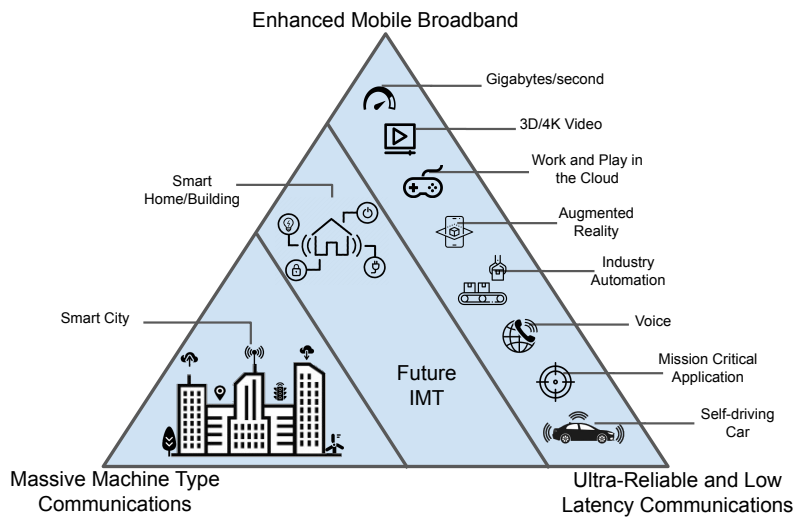 Enhanced Mobile Broadband
Gigabytes/second
3D/4K Video
Work and Play in
the Cloud
Smart
Home/Building
Augmented
Reality
Industry
Automation
Smart City
Voice
Future
IMT
Mission Critical
Application
Self-driving
Car
Massive Machine Type
Communications
Ultra-Reliable and Low
Latency Communications